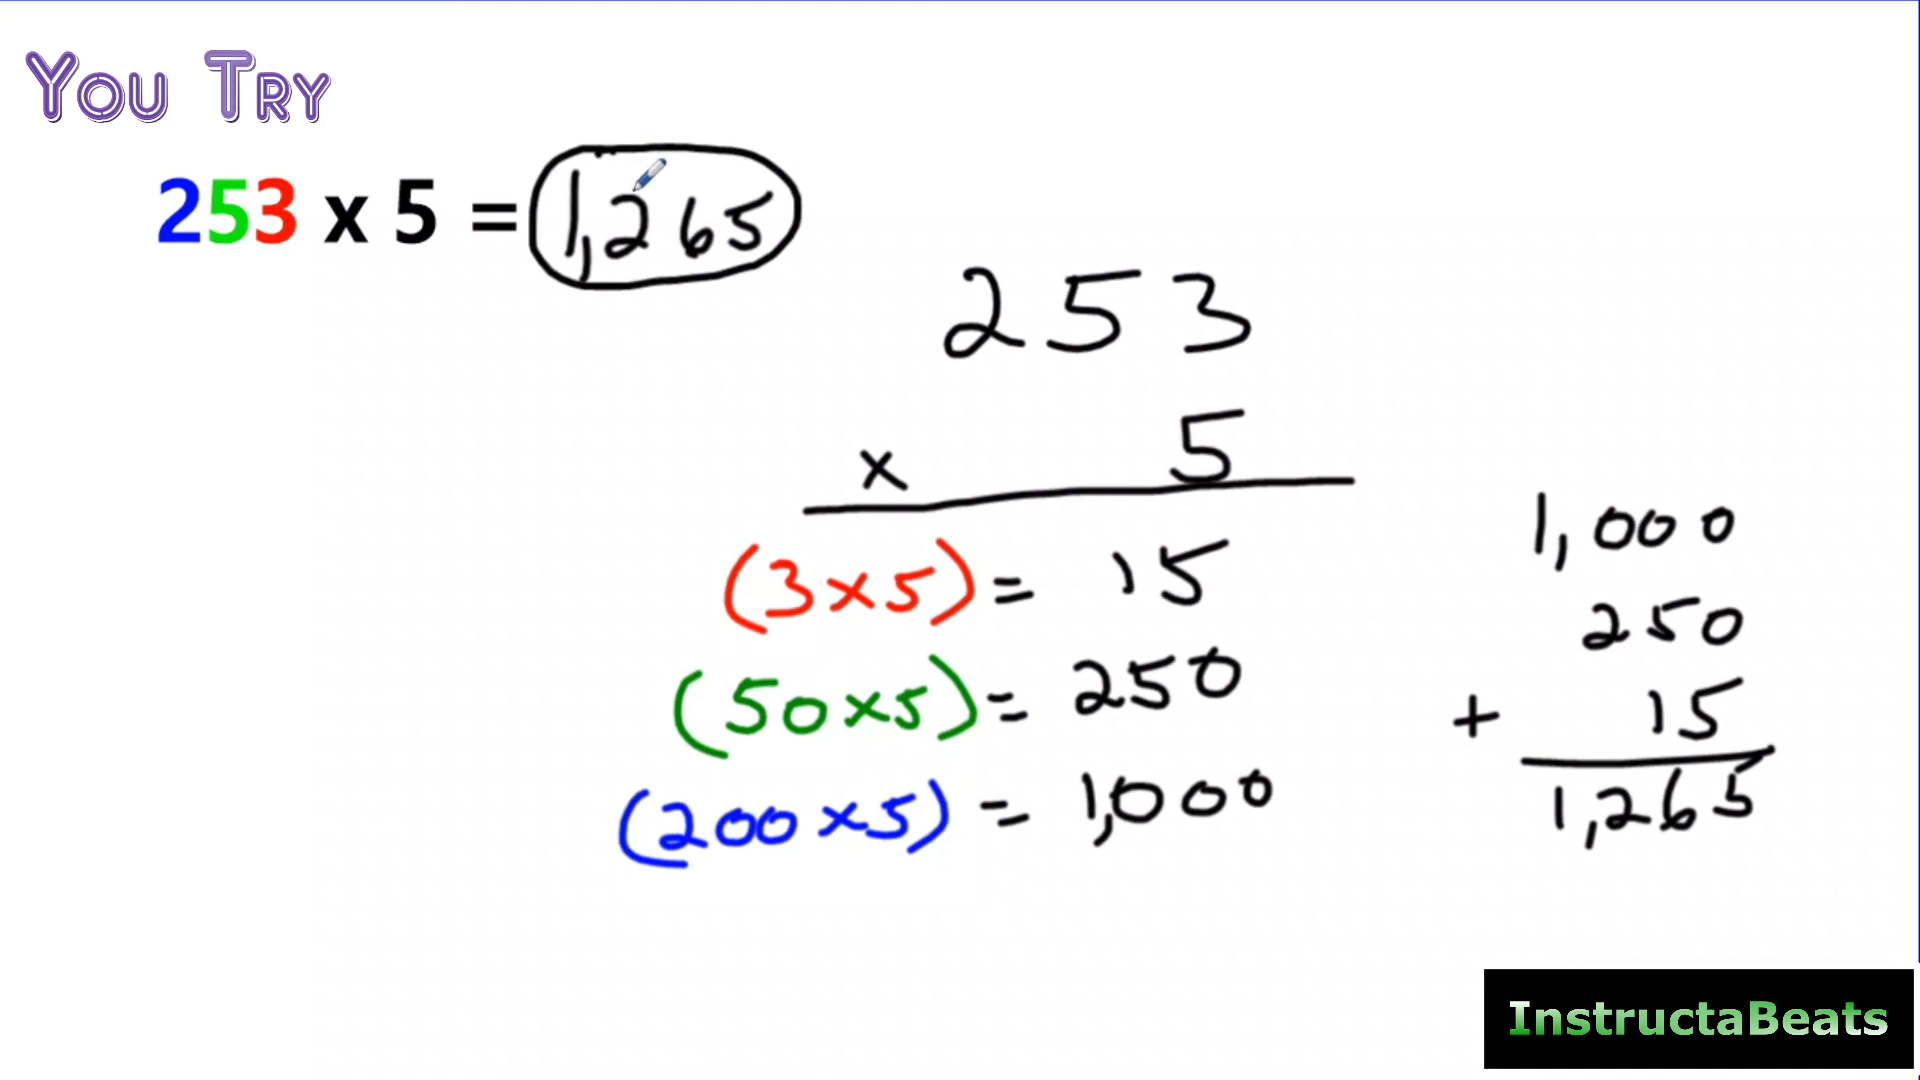 You Try
253 x 5 = 1,265
253
x 5
(3x5) = 15
(50x5) = 250
(200x5) = 1,000
1,000
250
+ 15
1,265
InstructaBeats